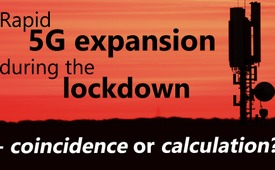 Rapid
5G expansion
during the
lockdown
- coincidence or calculation?